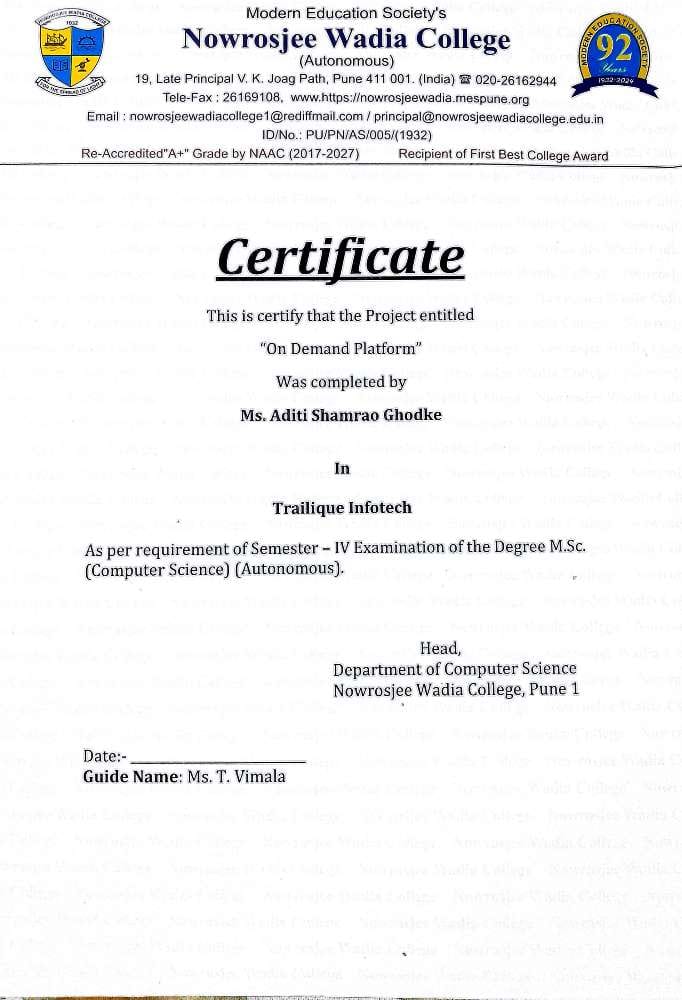 Modern Education Society's
Nowrosjee Wadia College
(Autonomous)
19, Late Principal V. K. Joag Path, Pune 411 001. (India) ☎ 020-26162944
Tele-Fax : 26169108, www.https://nowrosjeewadia.mespune.org
Email : nowrosjeewadiacollege1@rediffmail.com / principal@nowrosjeewadiacollege.edu.in
ID/No.: PU/PN/AS/005/(1932)
Re-Accredited"A+" Grade by NAAC (2017-2027) Recipient of First Best College Award
1932
FOR THE SPREAD OF LIGHT
MODERN EDUCATION SOCIETY
92
Years
1932-2024
Certificate
This is certify that the Project entitled
“On Demand Platform”
Was completed by
Ms. Aditi Shamrao Ghodke
In
Trailique Infotech
As per requirement of Semester – IV Examination of the Degree M.Sc.
(Computer Science) (Autonomous).
Head,
Department of Computer Science
Nowrosjee Wadia College, Pune 1
Date:- _______________
Guide Name: Ms. T. Vimala